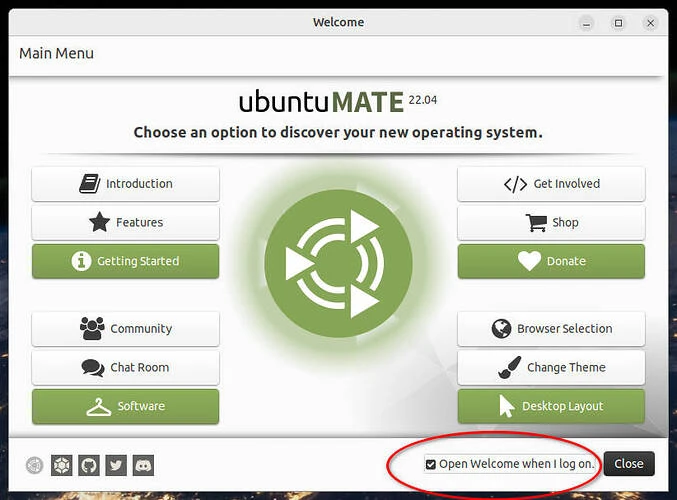 Welcome
Main Menu
ubuntuMATE 22.04
Choose an option to discover your new operating system.
Introduction
Features
Getting Started
Community
Chat Room
Software
Get Involved
Shop
Donate
Browser Selection
Change Theme
Desktop Layout
Open Welcome when I log on.
Close